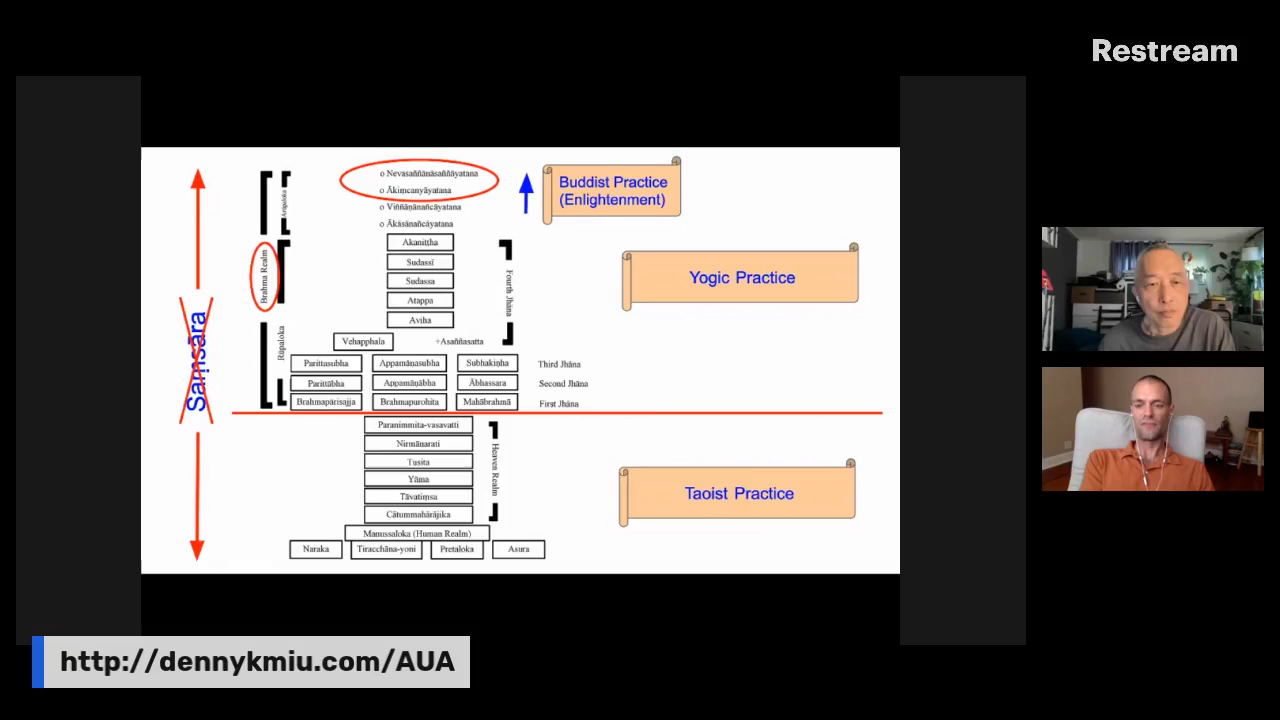 Restream
o Nevasaññānāsaññāyatana
o Ākiṃcanyāyatana
o Viññāṇānañcāyatana
o Ākāsānañcāyatana
Arūpaloka
Buddist Practice
(Enlightenment)
Akaniṭṭha
Sudassī
Sudassa
Atappa
Aviha
Brahma Realm
Fourth Jhāna
Yogic Practice
Vehapphala
÷Asaññasatta
Rūpaloka
Parittasubha
Appamāṇasubha
Subhakiṇha
Third Jhāna
Parittābha
Appamāṇābha
Ābhassara
Second Jhāna
Brahmapārisajja
Brahmapurohita
Mahābrahmā
First Jhāna
Saṃsāra
Paranimmita-vasavatti
Nirmānarati
Tusita
Yāma
Tāvatiṃsa
Cātummahārājika
Heaven Realm
Taoist Practice
Manussaloka (Human Realm)
Naraka
Tiracchāna-yoni
Pretaloka
Asura
http://dennykmiu.com/AUA